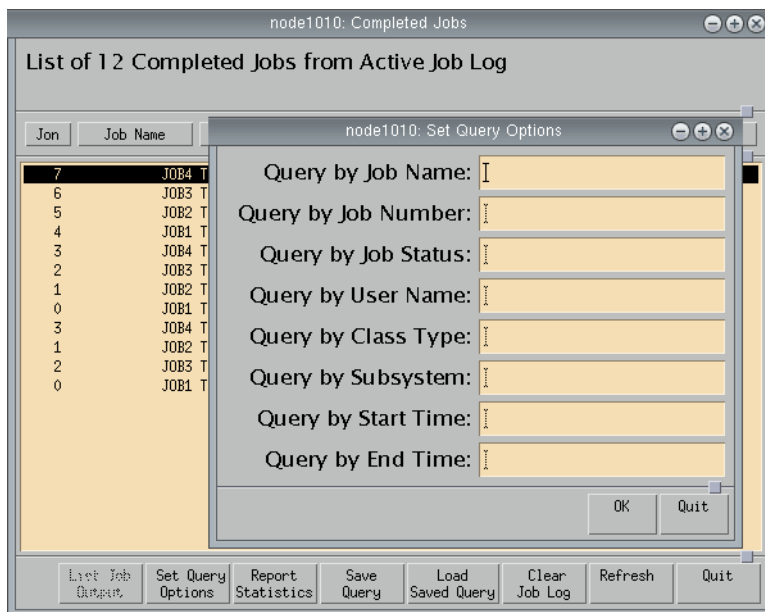 node1010: Completed Jobs
List of 12 Completed Jobs from Active Job Log
Jon
Job Name
7 JOB4 T
6 JOB3 T
5 JOB2 T
4 JOB1 T
3 JOB4 T
2 JOB3 T
1 JOB2 T
0 JOB1 T
3 JOB4 T
1 JOB2 T
2 JOB3 T
0 JOB1 T
node1010: Set Query Options
Query by Job Name:
Query by Job Number:
Query by Job Status:
Query by User Name:
Query by Class Type:
Query by Subsystem:
Query by Start Time:
Query by End Time:
OK
Quit
List Job
Output
Set Query
Options
Report
Statistics
Save
Query
Load
Saved Query
Clear
Job Log
Refresh
Quit